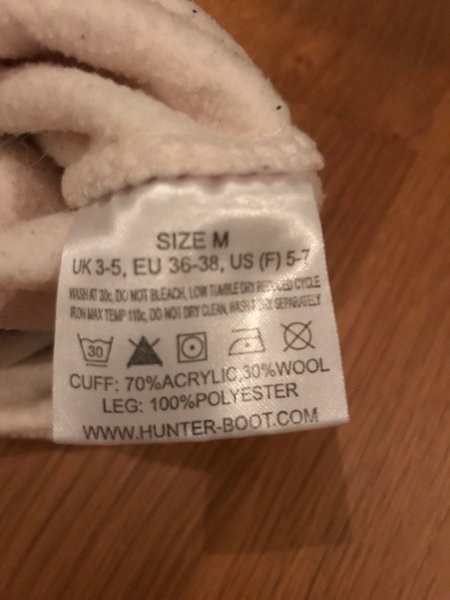 SIZE M
UK 3-5, EU 36-38, US (F) 5-7
WASH AT 30c, DO NOT BLEACH, LOW TUMBLE DRY REDUCED CYCLE
IRON MAX TEMP 110c, DO NOT DRY CLEAN, WASH & DRY SEPARATELY
30
CUFF: 70%ACRYLIC,30%WOOL
LEG: 100%POLYESTER
WWW.HUNTER-BOOT.COM